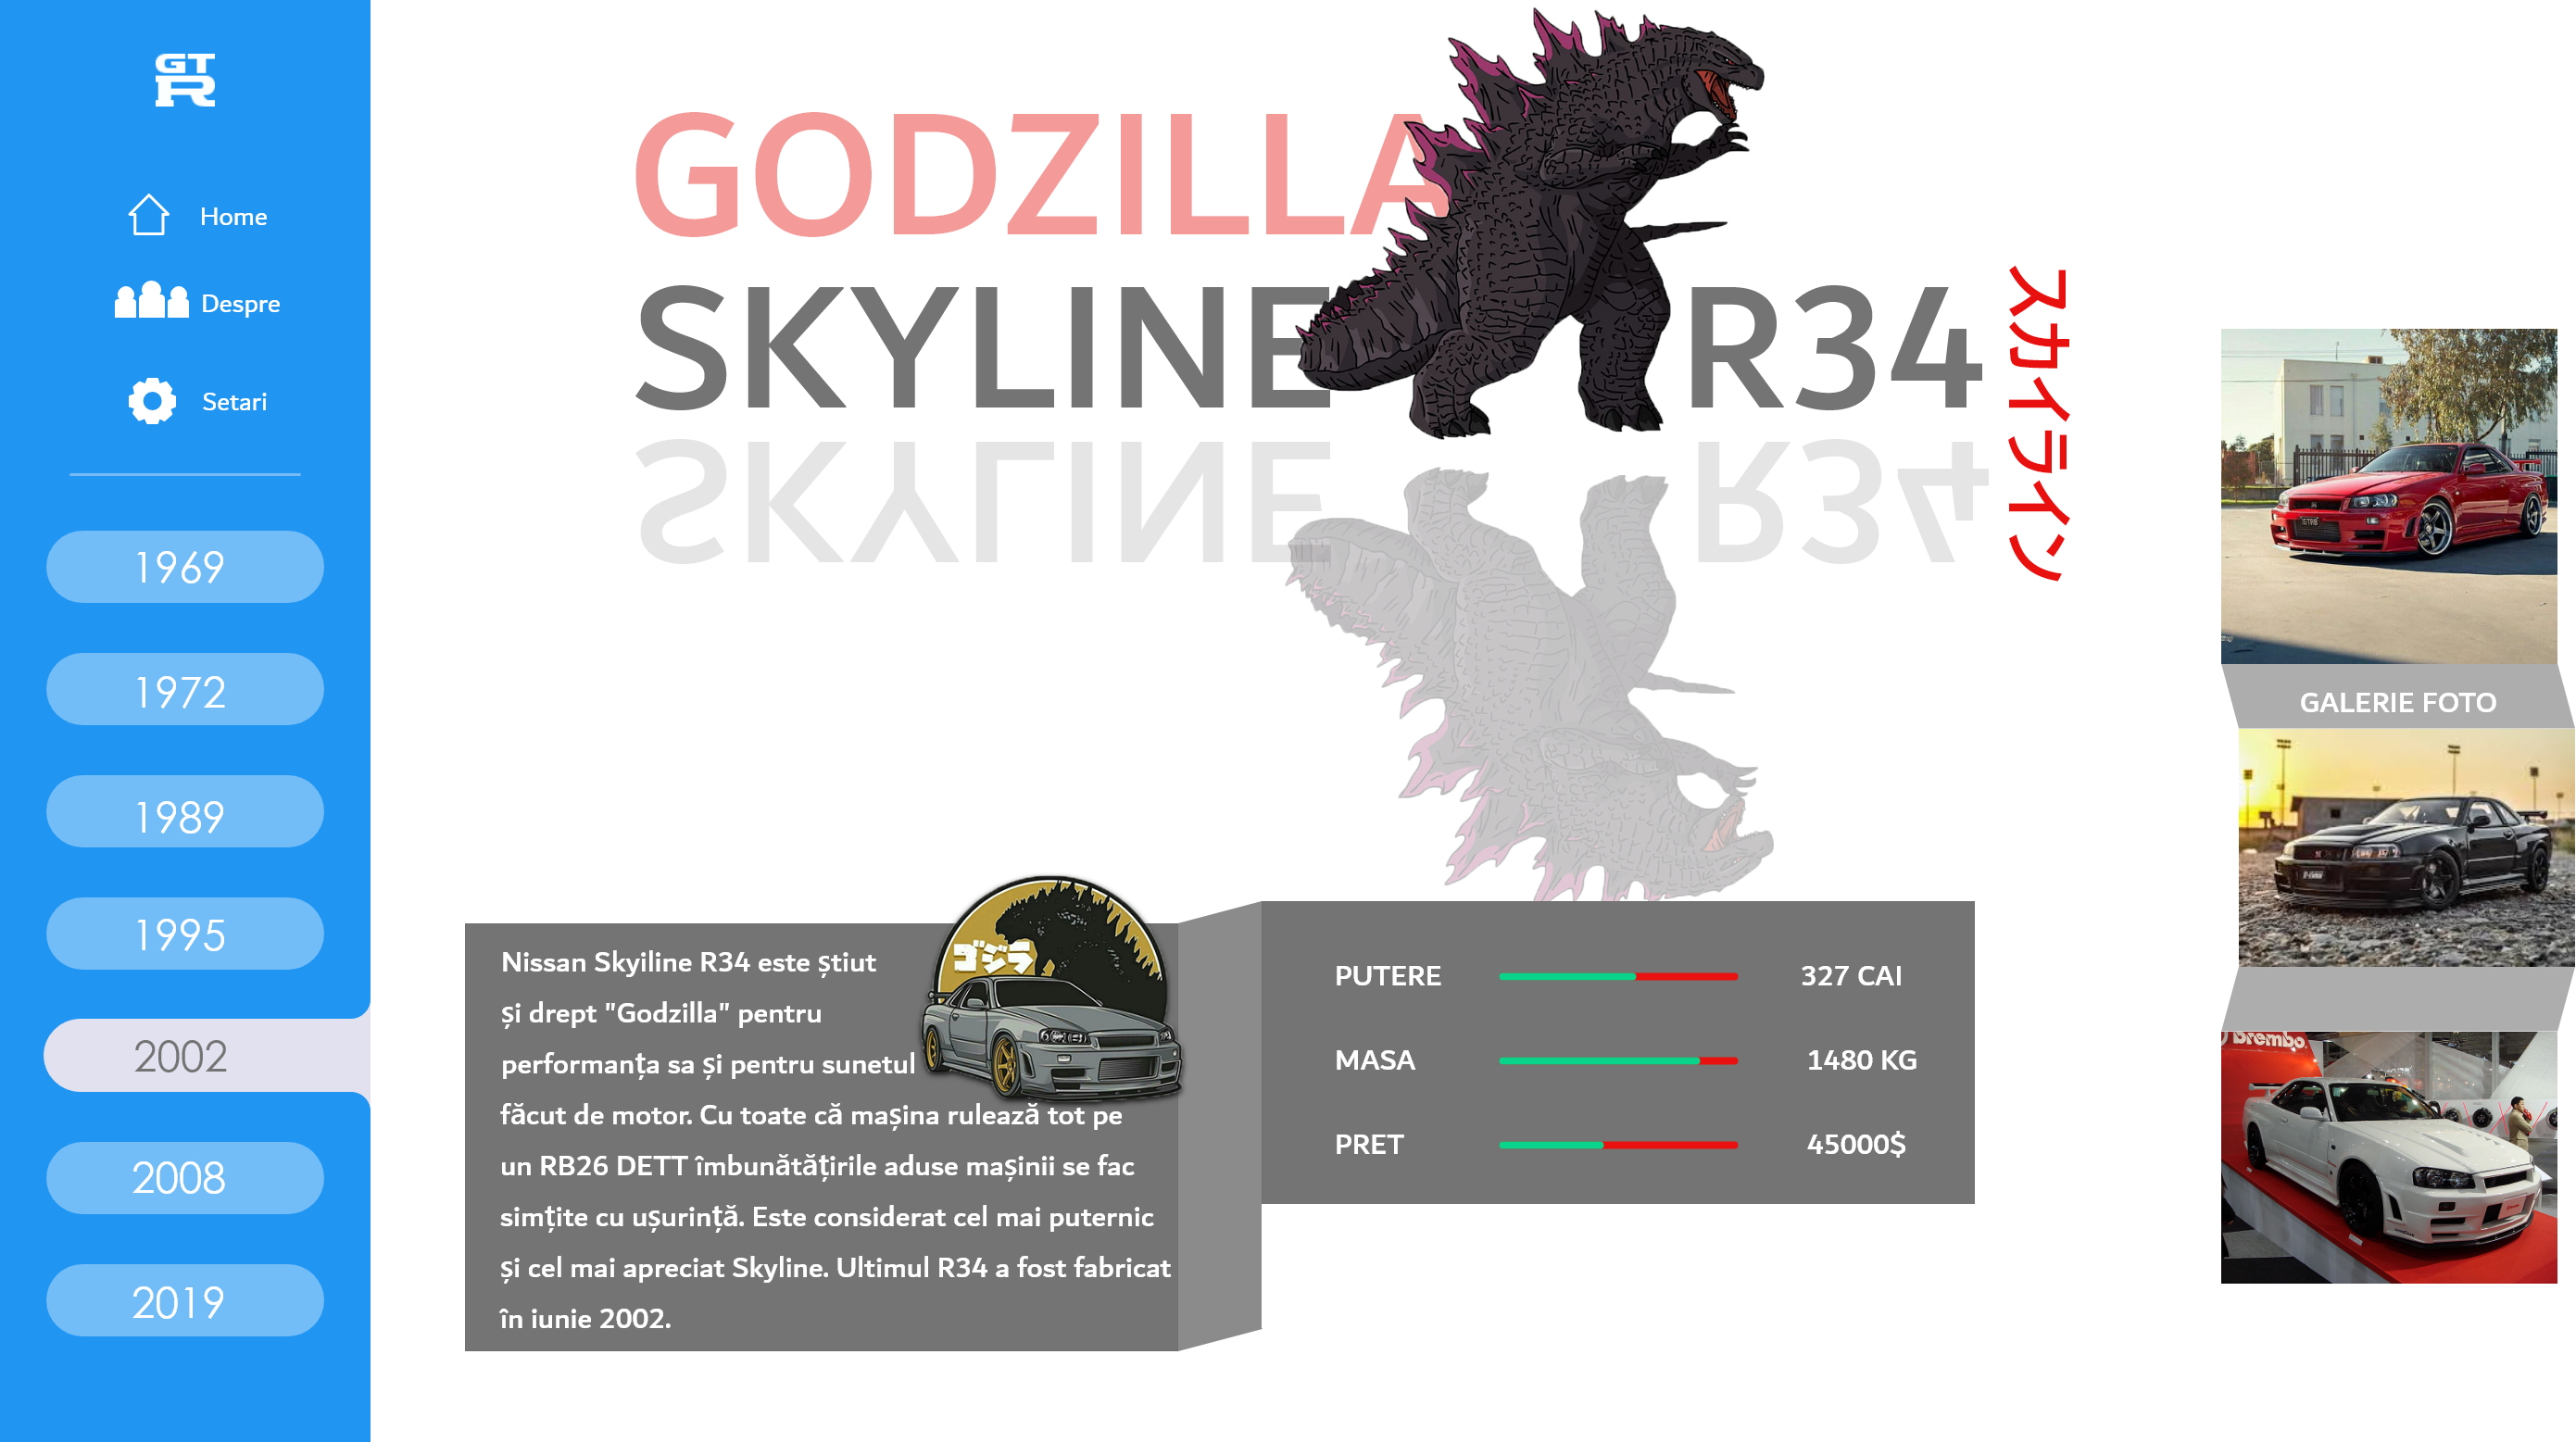 GT
R
Home
Despre
Setari
1969
1972
1989
1995
2002
2008
2019
GODZILLA
SKYLINE R34
スカイライン
SKYLINE R34
ゴジラ
Nissan Skyiline R34 este știut
și drept "Godzilla" pentru
performanța sa și pentru sunetul
făcut de motor. Cu toate că mașina rulează tot pe
un RB26 DETT îmbunătățirile aduse mașinii se fac
simțite cu ușurință. Este considerat cel mai puternic
și cel mai apreciat Skyline. Ultimul R34 a fost fabricat
în iunie 2002.
PUTERE 327 CAI
MASA 1480 KG
PRET 45000$
GALERIE FOTO
brembo